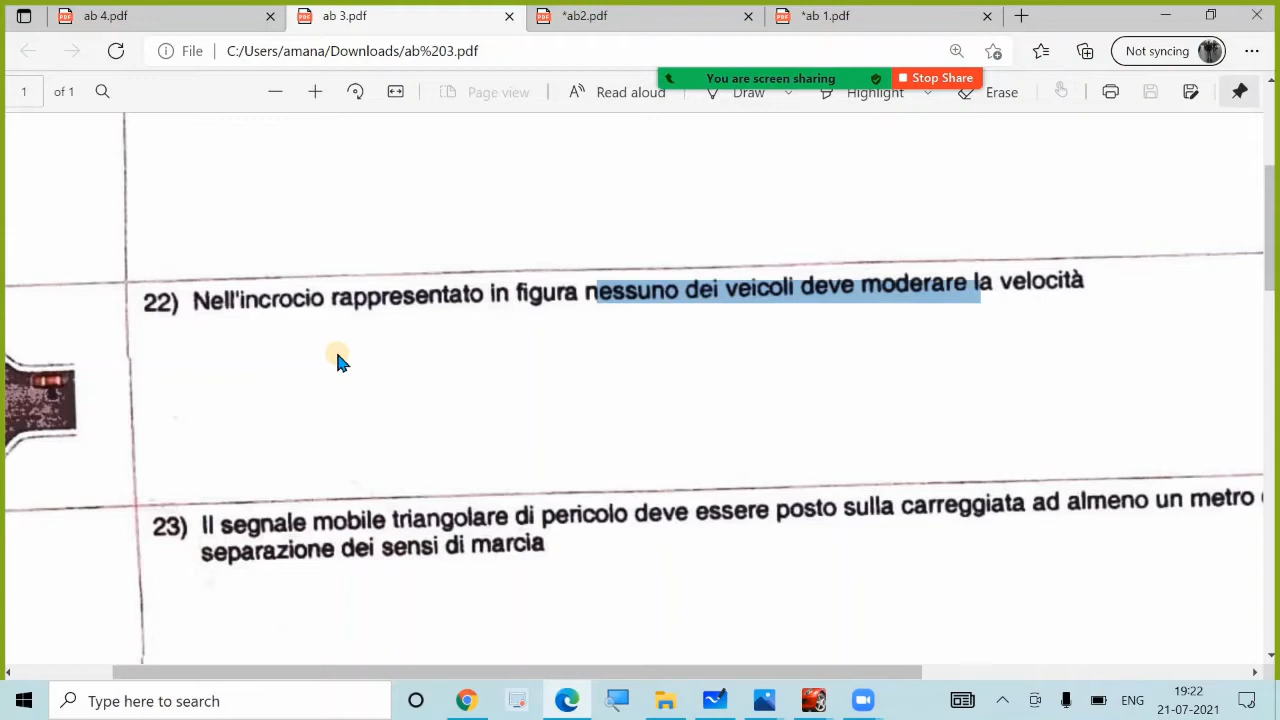 ab 4.pdf
ab 3.pdf
*ab2.pdf
*ab 1.pdf
File
C:/Users/amana/Downloads/ab%203.pdf
Not syncing
You are screen sharing
Stop Share
1 of 1
Page view
Read aloud
Draw
Highlight
Erase
22) Nell'incrocio rappresentato in figura nessuno dei veicoli deve moderare la velocità
23) Il segnale mobile triangolare di pericolo deve essere posto sulla carreggiata ad almeno un metro
separazione dei sensi di marcia
Type here to search
ENG
19:22
21-07-2021